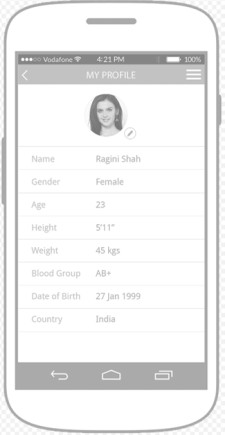 Vodafone 4:21 PM 100%
MY PROFILE
Name Ragini Shah
Gender Female
Age 23
Height 5'11"
Weight 45 kgs
Blood Group AB+
Date of Birth 27 Jan 1999
Country India